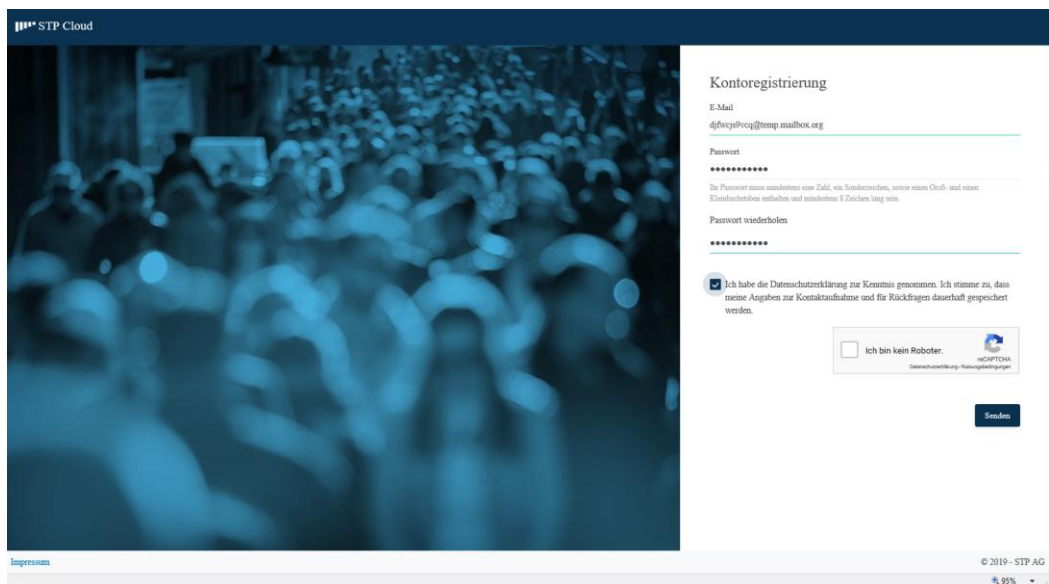 STP Cloud
Kontoregistrierung
E-Mail
djfwcjs9vcq@temp.mailbox.org
Passwort
•••••••••••
Ihr Passwort muss mindestens eine Zahl, ein Sonderzeichen, sowie einen Groß- und einen
Kleinbuchstaben enthalten und mindestens 8 Zeichen lang sein.
Passwort wiederholen
•••••••••••
Ich habe die Datenschutzerklärung zur Kenntnis genommen. Ich stimme zu, dass
meine Angaben zur Kontaktaufnahme und für Rückfragen dauerhaft gespeichert
werden.
Ich bin kein Roboter.
reCAPTCHA
Datenschutzerklärung - Nutzungsbedingungen
Senden
Impressum
© 2019 - STP AG
95%